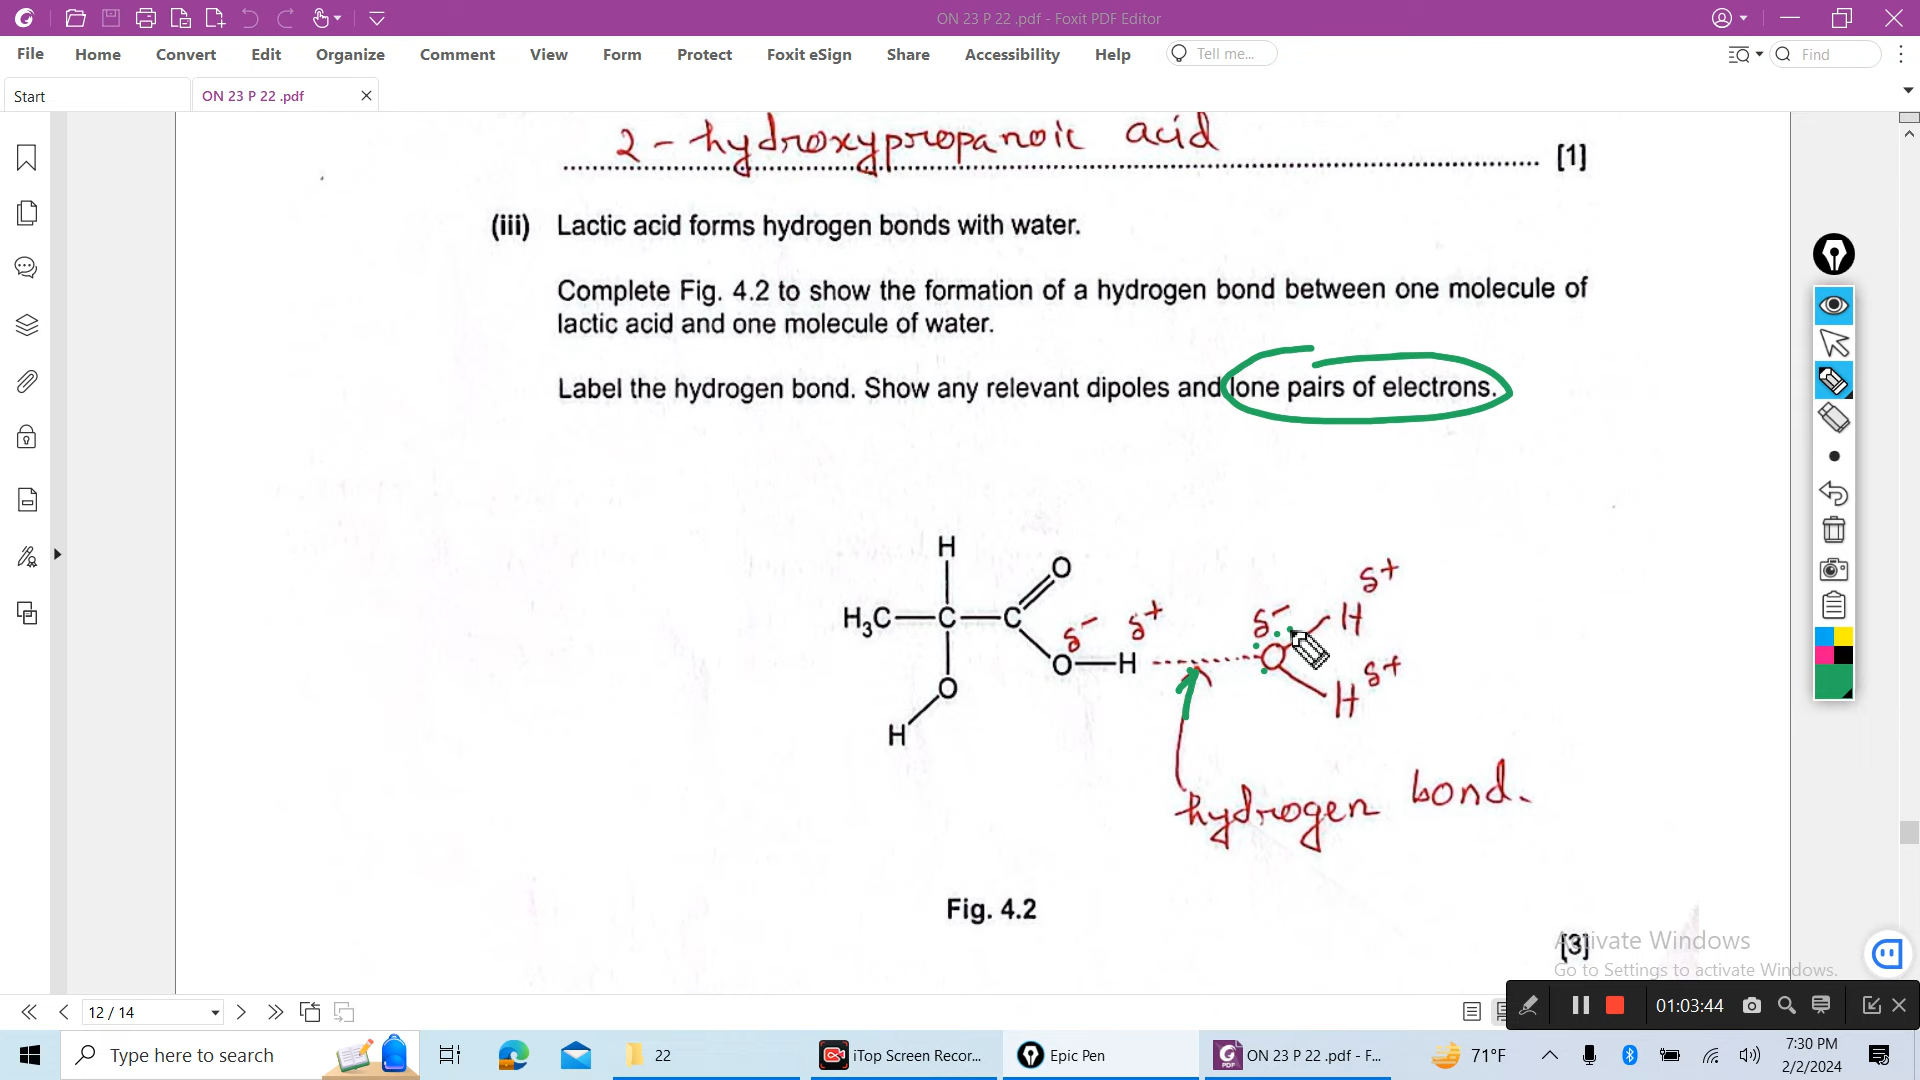 ON 23 P 22 .pdf - Foxit PDF Editor
File Home Convert Edit Organize Comment View Form Protect Foxit eSign Share Accessibility Help Tell me... Find
Start ON 23 P 22 .pdf
2 - hydroxypropanoic acid
[1]
(iii) Lactic acid forms hydrogen bonds with water.
Complete Fig. 4.2 to show the formation of a hydrogen bond between one molecule of
lactic acid and one molecule of water.
Label the hydrogen bond. Show any relevant dipoles and lone pairs of electrons.
H O δ+
H3C C C δ- δ+ δ- H
O H O δ+
O H
H
hydrogen bond.
Fig. 4.2
[3]
Activate Windows
Go to Settings to activate Windows.
12 / 14
01:03:44
Type here to search 22 iTop Screen Recor... Epic Pen ON 23 P 22 .pdf - F... 71°F 7:30 PM
2/2/2024